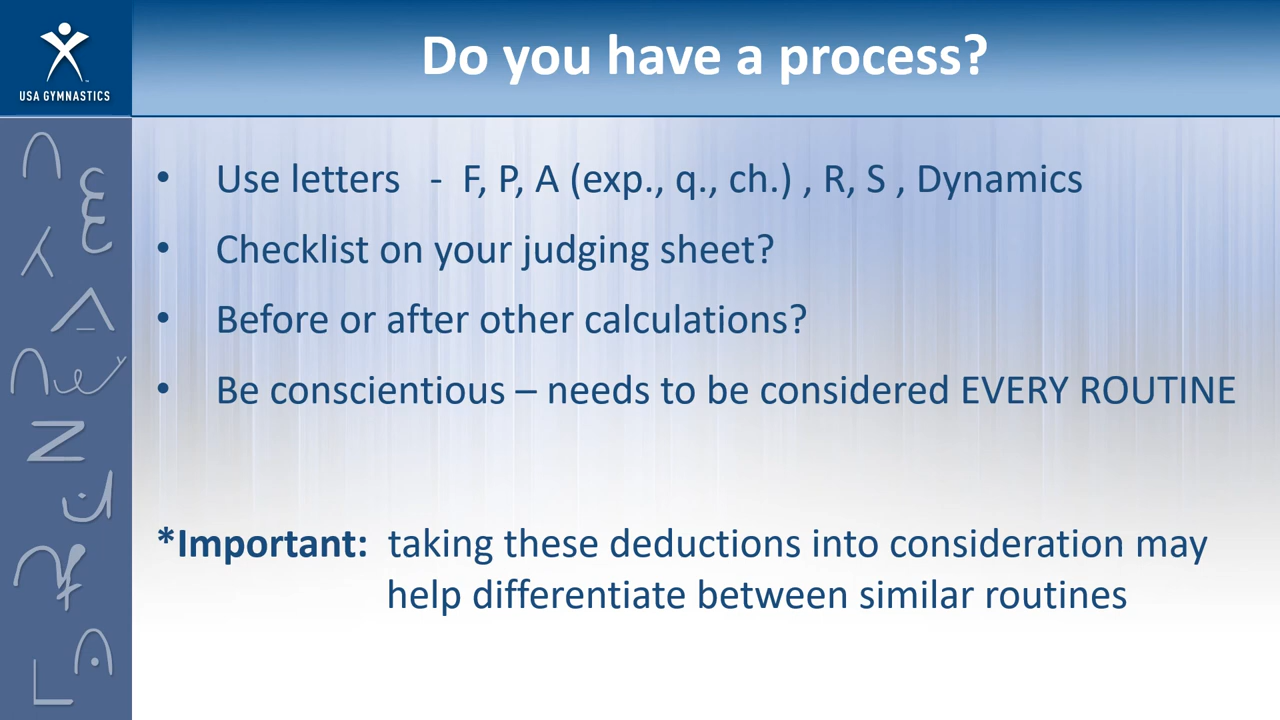 USA GYMNASTICS
Do you have a process?
• Use letters - F, P, A (exp., q., ch.) , R, S , Dynamics
• Checklist on your judging sheet?
• Before or after other calculations?
• Be conscientious – needs to be considered EVERY ROUTINE
*Important: taking these deductions into consideration may
help differentiate between similar routines